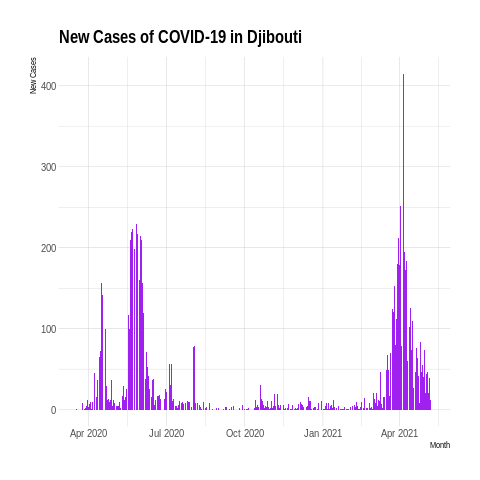 New Cases of COVID-19 in Djibouti
New Cases
400
300
200
100
0
Apr 2020 Jul 2020 Oct 2020 Jan 2021 Apr 2021
Month